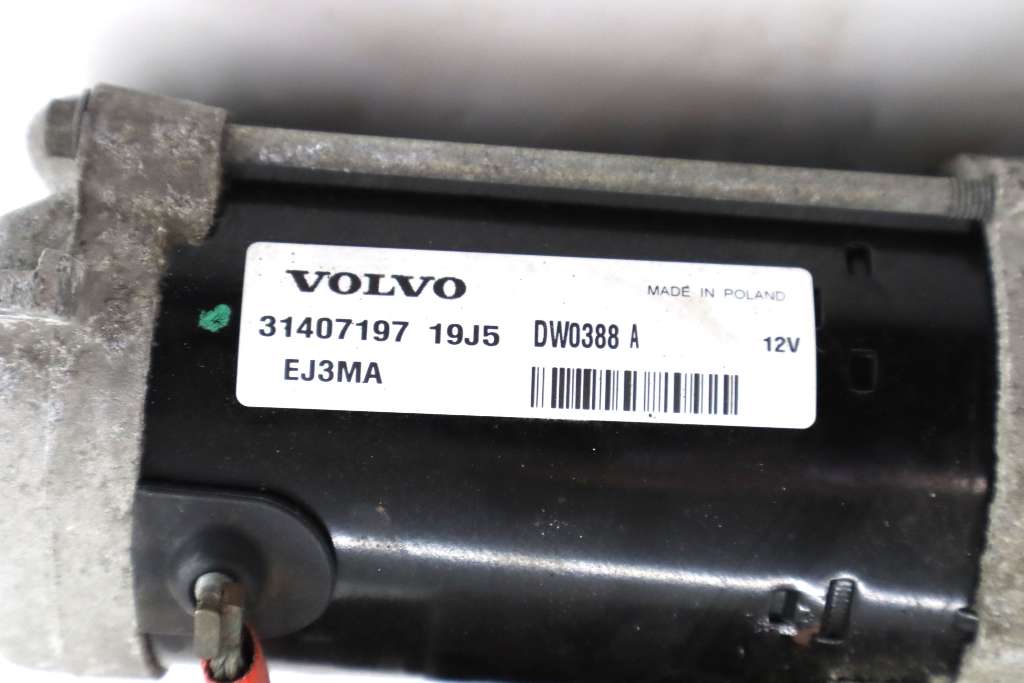 VOLVO MADE IN POLAND
31407197 19J5 DW0388 A 12V
EJ3MA